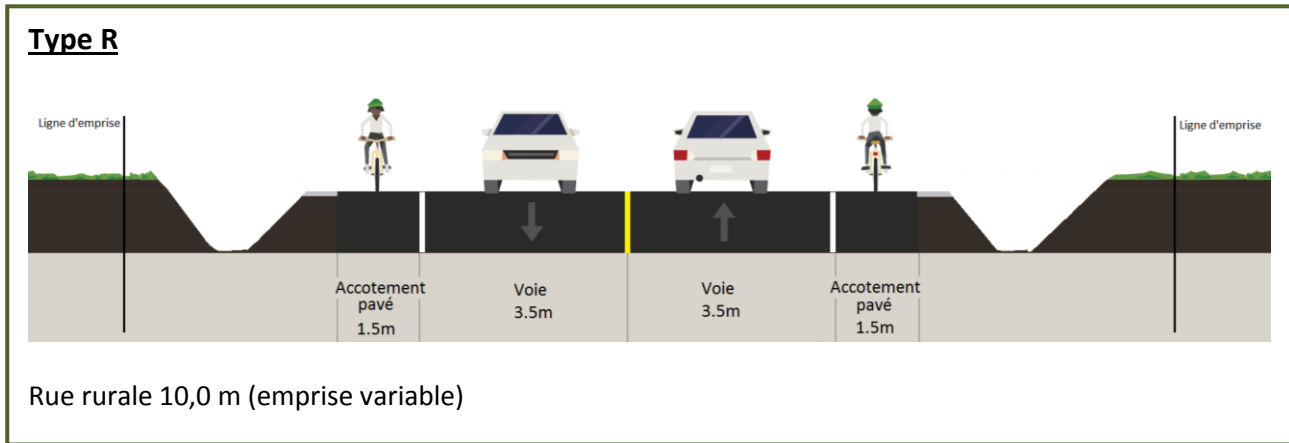 Type R
Ligne d'emprise
Ligne d'emprise
Accotement
pavé
1.5m
Voie
3.5m
Voie
3.5m
Accotement
pavé
1.5m
Rue rurale 10,0 m (emprise variable)